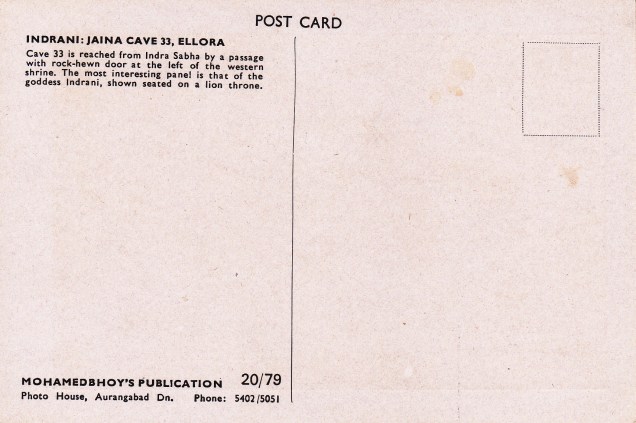 POST CARD
INDRANI: JAINA CAVE 33, ELLORA
Cave 33 is reached from Indra Sabha by a passage
with rock-hewn door at the left of the western
shrine. The most interesting panel is that of the
goddess Indrani, shown seated on a lion throne.
MOHAMEDBHOY'S PUBLICATION 20/79
Photo House, Aurangabad Dn. Phone: 5402/5051